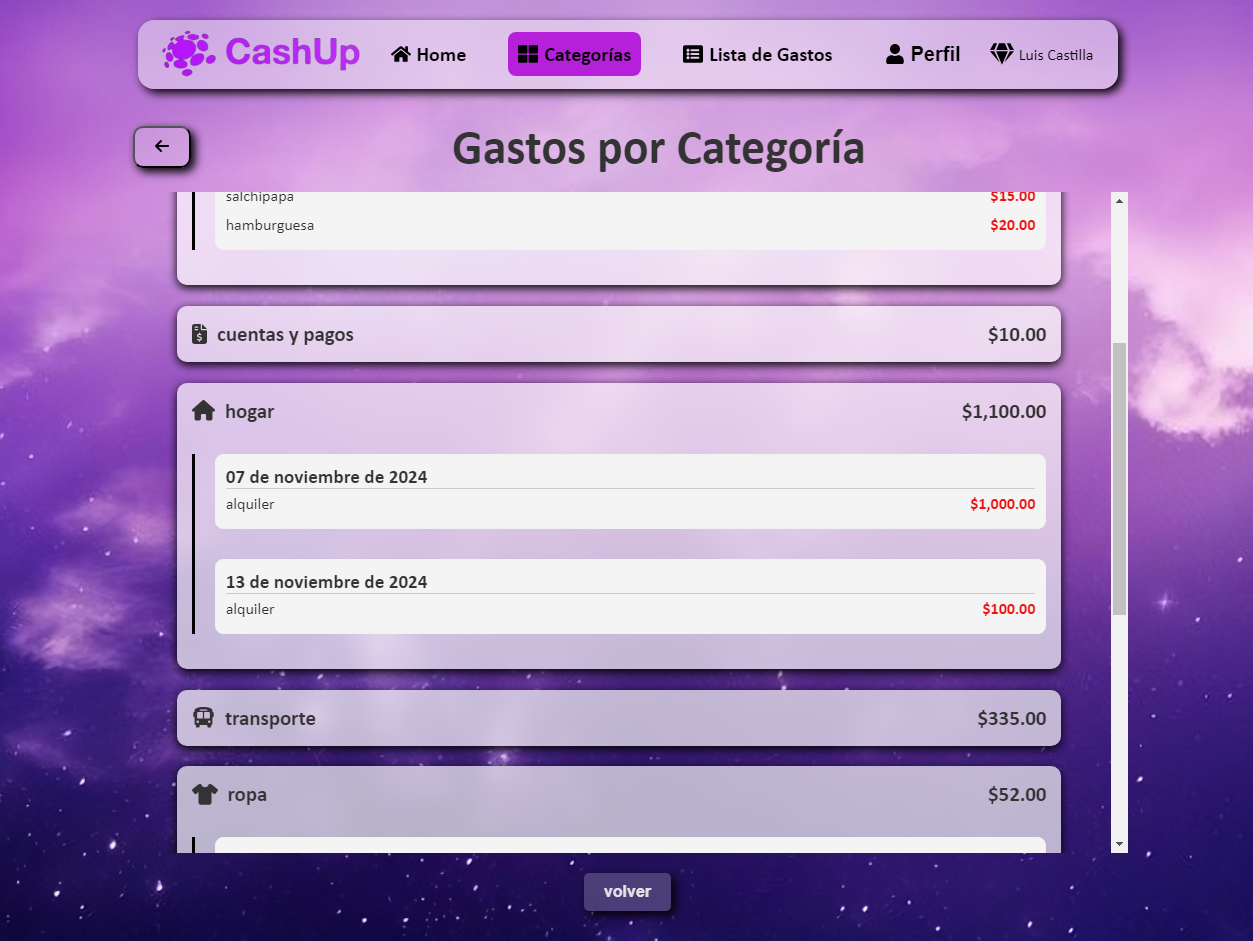 CashUp Home Categorías Lista de Gastos Perfil Luis Castilla
Gastos por Categoría
salchipapa $15.00
hamburguesa $20.00
cuentas y pagos $10.00
hogar $1,100.00
07 de noviembre de 2024
alquiler $1,000.00
13 de noviembre de 2024
alquiler $100.00
transporte $335.00
ropa $52.00
volver